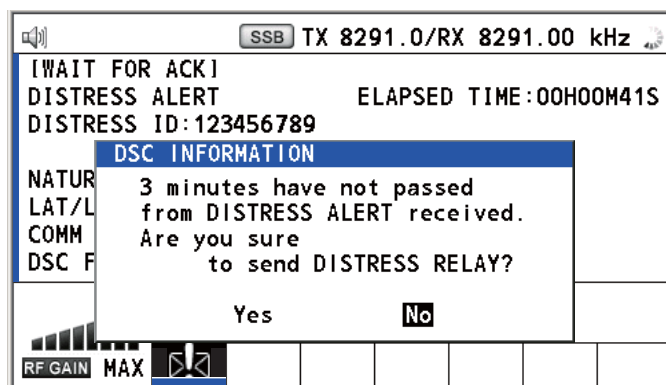 SSB TX 8291.0/RX 8291.00 kHz
[WAIT FOR ACK]
DISTRESS ALERT ELAPSED TIME:00H00M41S
DISTRESS ID:123456789
DSC INFORMATION
NATUR
LAT/L
COMM
DSC F
3 minutes have not passed
from DISTRESS ALERT received.
Are you sure
to send DISTRESS RELAY?
Yes No
RF GAIN MAX